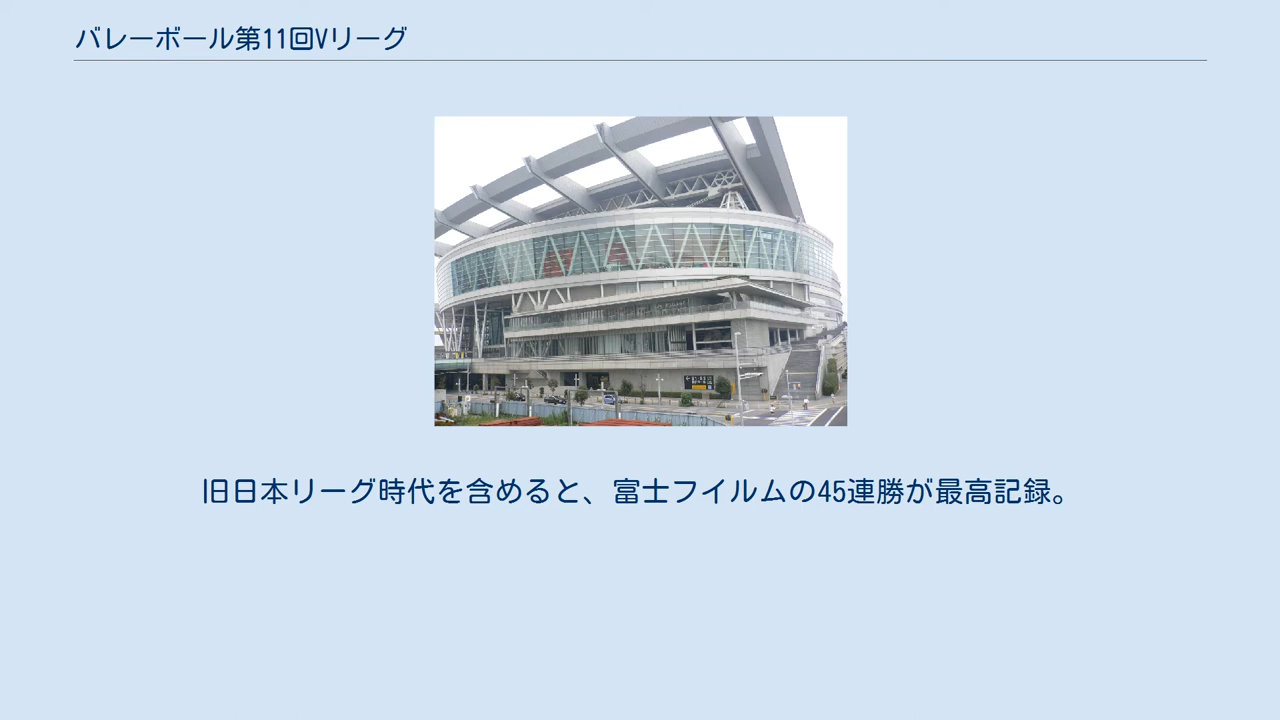 バレーボール第11回Vリーグ
旧日本リーグ時代を含めると、富士フイルムの45連勝が最高記録。